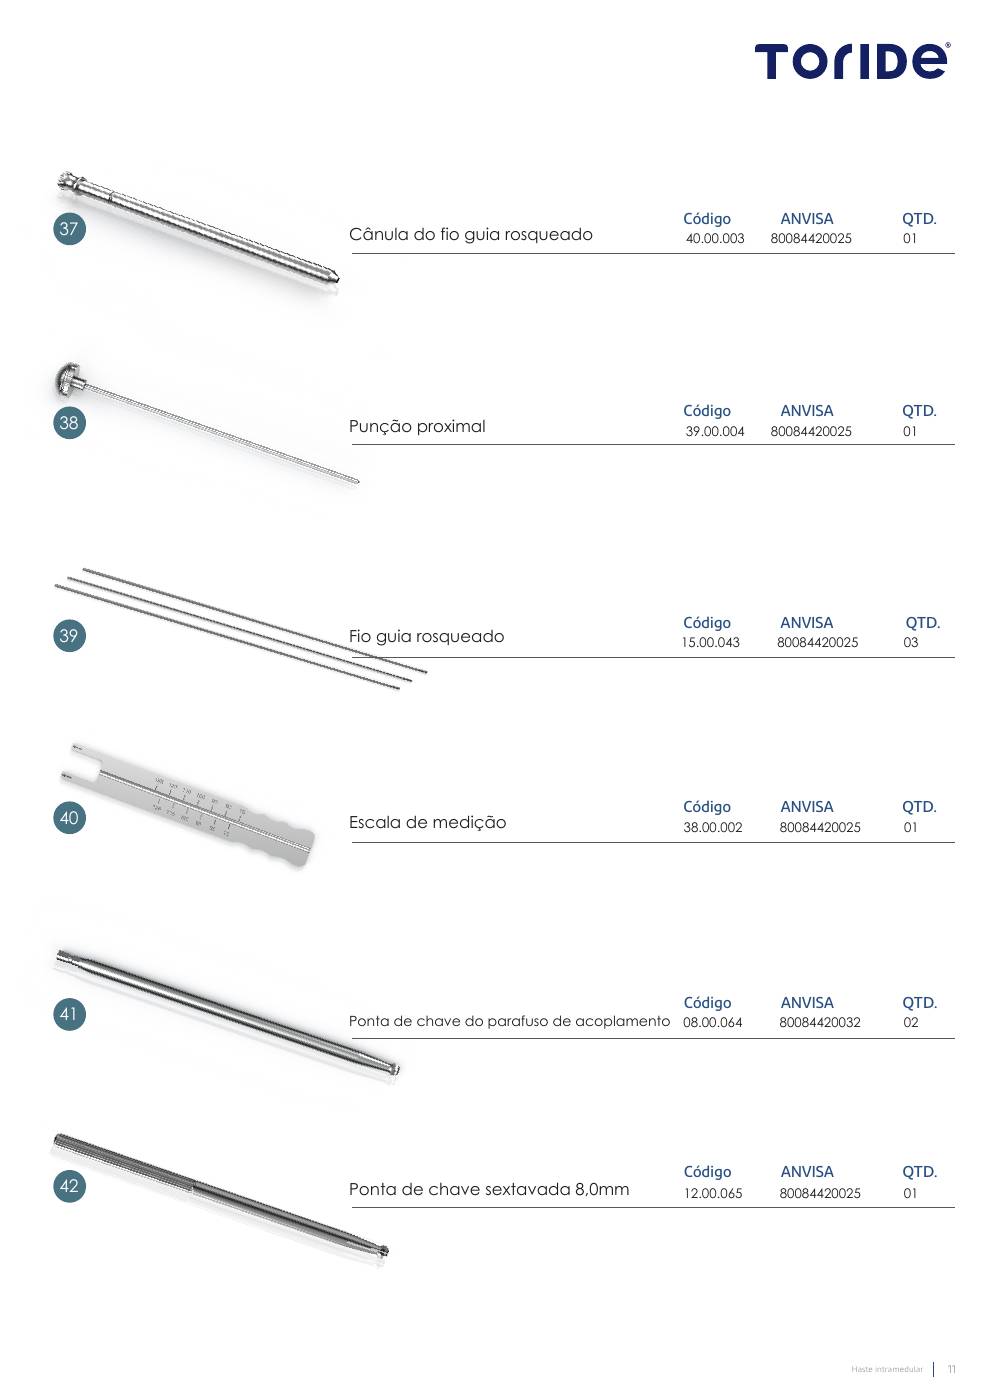 TORIDE®
37
Cânula do fio guia rosqueado
Código ANVISA QTD.
40.00.003 80084420025 01
38
Punção proximal
Código ANVISA QTD.
39.00.004 80084420025 01
39
Fio guia rosqueado
Código ANVISA QTD.
15.00.043 80084420025 03
40
Escala de medição
Código ANVISA QTD.
38.00.002 80084420025 01
41
Ponta de chave do parafuso de acoplamento
Código ANVISA QTD.
08.00.064 80084420032 02
42
Ponta de chave sextavada 8,0mm
Código ANVISA QTD.
12.00.065 80084420025 01
Haste intramedular 11